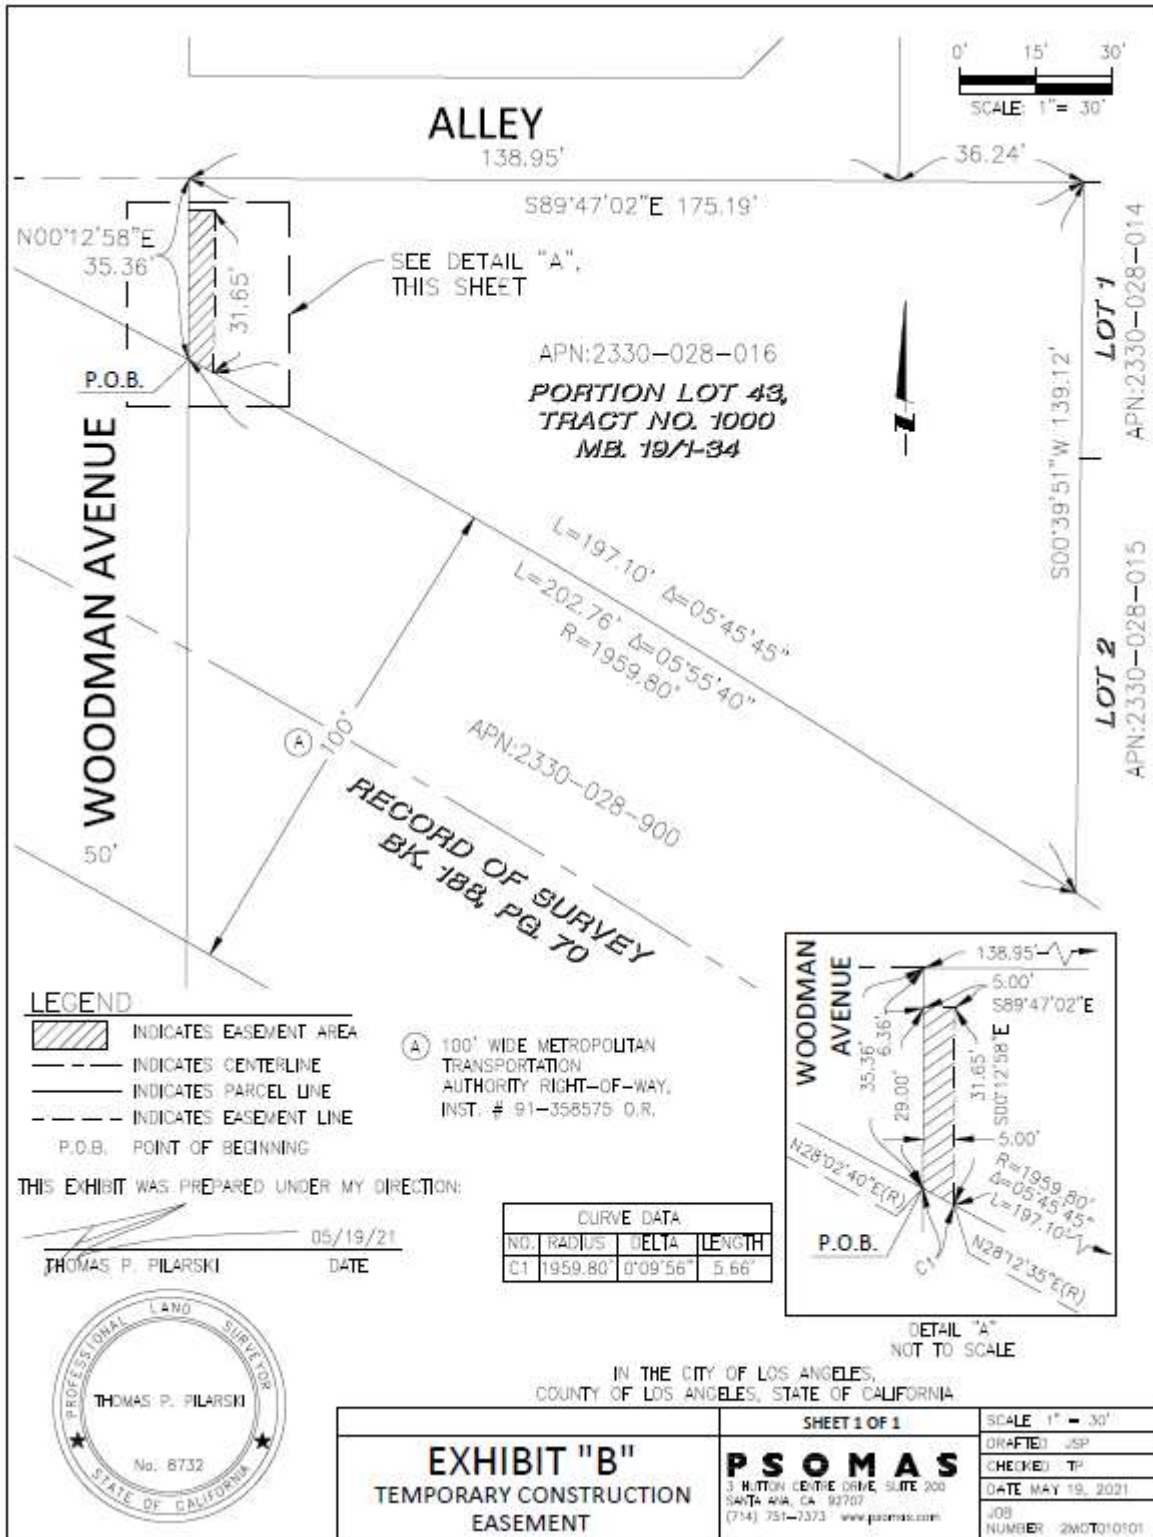 0' 15' 30'
SCALE: 1"= 30'
ALLEY
138.95'
36.24'
S89°47'02"E 175.19'
N00°12'58"E
35.36'
31.65'
SEE DETAIL "A",
THIS SHEET
P.O.B.
APN:2330-028-016
PORTION LOT 43,
TRACT NO. 1000
MB. 19/1-34
S00°39'51"W 139.12'
LOT 1
APN:2330-028-014
LOT 2
APN:2330-028-015
WOODMAN AVENUE
50'
L=197.10' Δ=05°45'45"
L=202.76' Δ=05°55'40"
R=1959.80'
A
100'
APN:2330-028-900
RECORD OF SURVEY
BK. 188, PG. 70
LEGEND
INDICATES EASEMENT AREA
INDICATES CENTERLINE
INDICATES PARCEL LINE
INDICATES EASEMENT LINE
P.O.B. POINT OF BEGINNING
A 100' WIDE METROPOLITAN
TRANSPORTATION
AUTHORITY RIGHT-OF-WAY,
INST. # 91-358575 O.R.
THIS EXHIBIT WAS PREPARED UNDER MY DIRECTION:
05/19/21
THOMAS P. PILARSKI DATE
PROFESSIONAL LAND SURVEYOR
THOMAS P. PILARSKI
No. 8732
STATE OF CALIFORNIA
CURVE DATA
NO. RADIUS DELTA LENGTH
C1 1959.80' 0°09'56" 5.66'
WOODMAN
AVENUE
138.95'
5.00'
S89°47'02"E
35.36'
6.36'
29.00'
31.65'
S00°12'58"E
5.00'
N28°02'40"E(R)
R=1959.80'
Δ=05°45'45"
L=197.10'
P.O.B.
C1
N28°12'35"E(R)
DETAIL "A"
NOT TO SCALE
IN THE CITY OF LOS ANGELES,
COUNTY OF LOS ANGELES, STATE OF CALIFORNIA
EXHIBIT "B"
TEMPORARY CONSTRUCTION
EASEMENT
SHEET 1 OF 1
PSOMAS
3 HUTTON CENTRE DRIVE, SUITE 200
SANTA ANA, CA 92707
(714) 751-7373 www.psomas.com
SCALE 1" = 30'
DRAFTED JSP
CHECKED TP
DATE MAY 19, 2021
JOB
NUMBER 2MOT010101